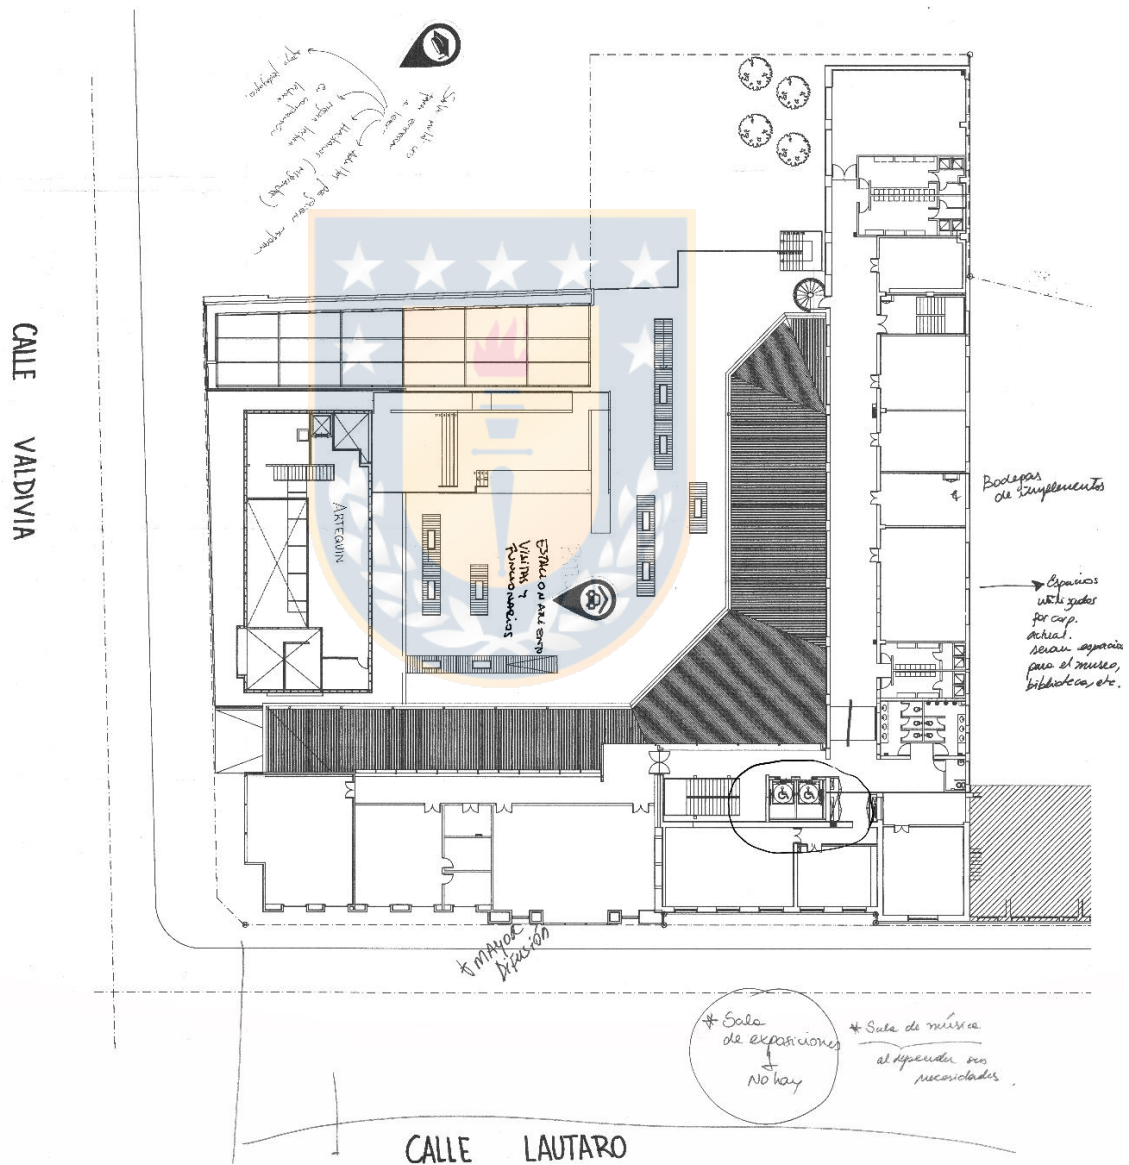 CALLE VALDIVIA
ARTEQUIN
ESTACIONAMIENTO
VISITAS Y
FUNCIONARIOS
Bodegas
de implementos
Espacios
utilizados
por corp.
actual.
seran espacios
para el museo,
biblioteca, etc.
* MAYOR
Difusión
* Sala
de exposiciones
No hay
* Sala de música
al depender sus
necesidades.
CALLE LAUTARO